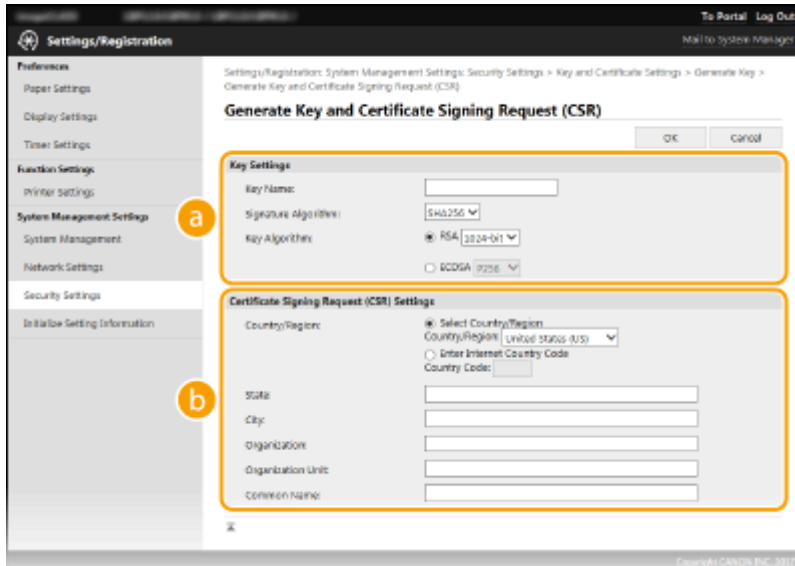 To Portal Log Out
Settings/Registration
Mail to System Manager
Preferences
Paper Settings
Display Settings
Timer Settings
Function Settings
Printer Settings
System Management Settings
System Management
Network Settings
Security Settings
Initialize Setting Information
Settings/Registration: System Management Settings: Security Settings > Key and Certificate Settings > Generate Key >
Generate Key and Certificate Signing Request (CSR)
Generate Key and Certificate Signing Request (CSR)
OK Cancel
a
Key Settings
Key Name:
Signature Algorithm: SHA256
Key Algorithm: RSA 1024-bit
ECDSA P256
b
Certificate Signing Request (CSR) Settings
Country/Region: Select Country/Region
Country/Region: United States (US)
Enter Internet Country Code
Country Code:
State:
City:
Organization:
Organization Unit:
Common Name:
Copyright CANON INC.